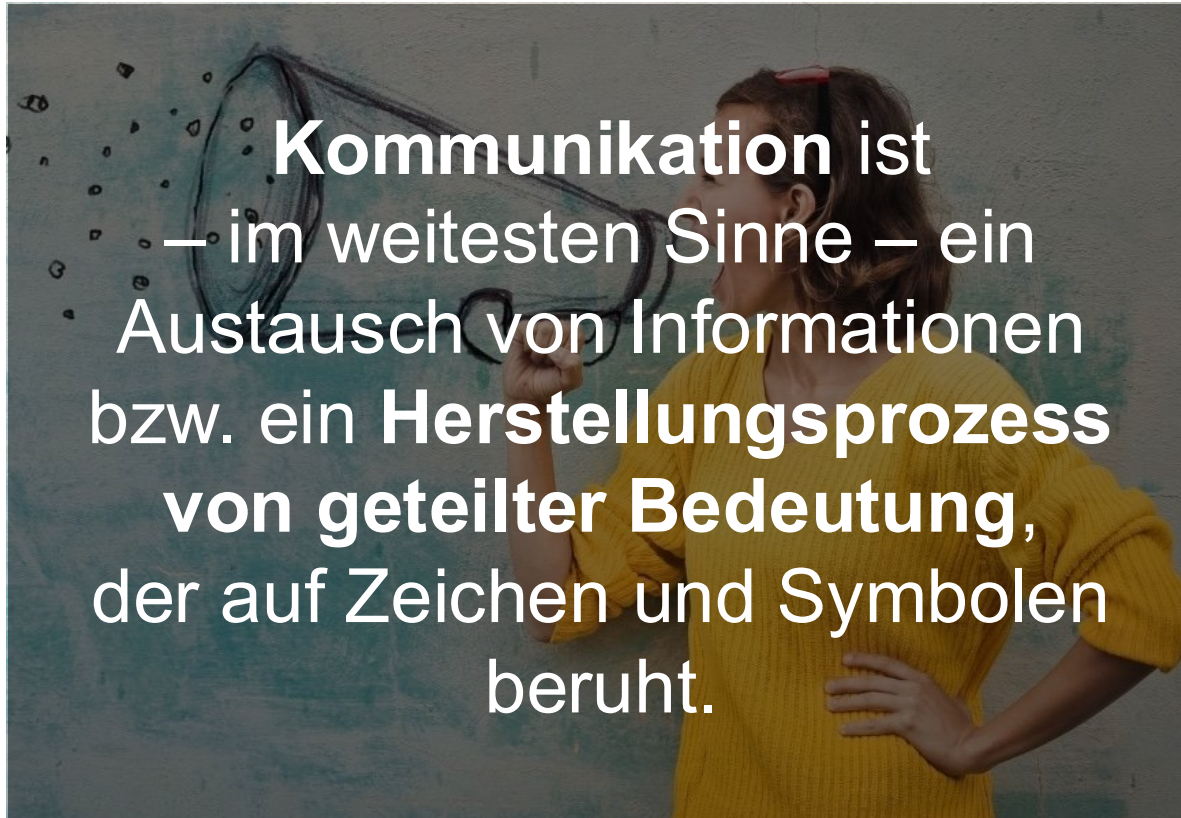 Kommunikation ist
– im weitesten Sinne – ein
Austausch von Informationen
bzw. ein Herstellungsprozess
von geteilter Bedeutung,
der auf Zeichen und Symbolen
beruht.